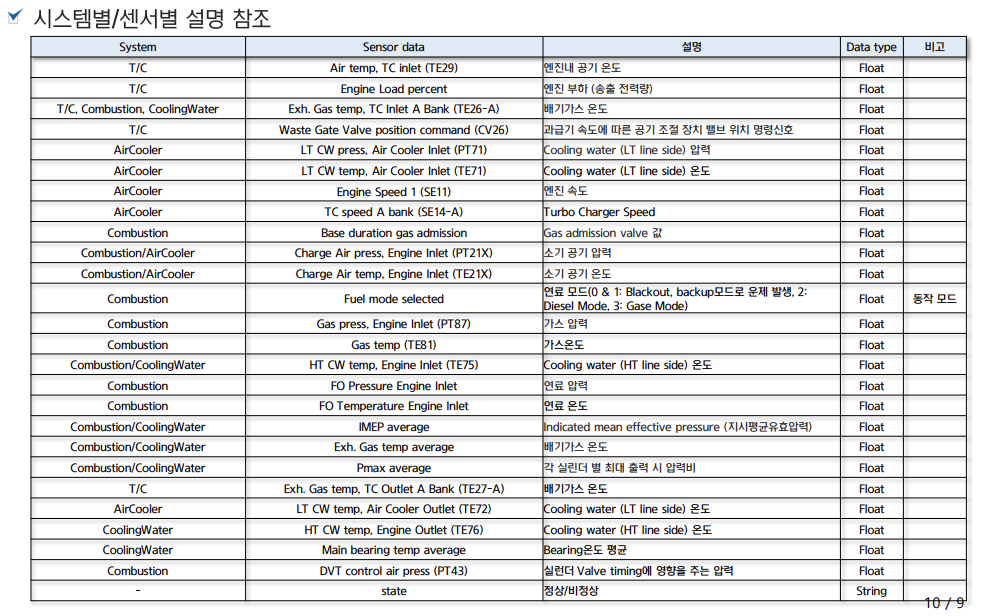 시스템별/센서별 설명 참조
System Sensor data 설명 Data type 비고
T/C Air temp, TC inlet (TE29) 엔진내 공기 온도 Float
T/C Engine Load percent 엔진 부하 (송출 전력량) Float
T/C, Combustion, CoolingWater Exh. Gas temp, TC Inlet A Bank (TE26-A) 배기가스 온도 Float
T/C Waste Gate Valve position command (CV26) 과급기 속도에 따른 공기 조절 장치 밸브 위치 명령신호 Float
AirCooler LT CW press, Air Cooler Inlet (PT71) Cooling water (LT line side) 압력 Float
AirCooler LT CW temp, Air Cooler Inlet (TE71) Cooling water (LT line side) 온도 Float
AirCooler Engine Speed 1 (SE11) 엔진 속도 Float
AirCooler TC speed A bank (SE14-A) Turbo Charger Speed Float
Combustion Base duration gas admission Gas admission valve 값 Float
Combustion/AirCooler Charge Air press, Engine Inlet (PT21X) 소기 공기 압력 Float
Combustion/AirCooler Charge Air temp, Engine Inlet (TE21X) 소기 공기 온도 Float
Combustion Fuel mode selected 연료 모드(0 & 1: Blackout, backup모드로 운제 발생, 2:
Diesel Mode, 3: Gase Mode) Float 동작 모드
Combustion Gas press, Engine Inlet (PT87) 가스 압력 Float
Combustion Gas temp (TE81) 가스온도 Float
Combustion/CoolingWater HT CW temp, Engine Inlet (TE75) Cooling water (HT line side) 온도 Float
Combustion FO Pressure Engine Inlet 연료 압력 Float
Combustion FO Temperature Engine Inlet 연료 온도 Float
Combustion/CoolingWater IMEP average Indicated mean effective pressure (지시평균유효압력) Float
Combustion/CoolingWater Exh. Gas temp average 배기가스 온도 Float
Combustion/CoolingWater Pmax average 각 실린더 별 최대 출력 시 압력비 Float
T/C Exh. Gas temp, TC Outlet A Bank (TE27-A) 배기가스 온도 Float
AirCooler LT CW temp, Air Cooler Outlet (TE72) Cooling water (LT line side) 온도 Float
CoolingWater HT CW temp, Engine Outlet (TE76) Cooling water (HT line side) 온도 Float
CoolingWater Main bearing temp average Bearing온도 평균 Float
Combustion DVT control air press (PT43) 실런더 Valve timing에 영향을 주는 압력 Float
- state 정상/비정상 String
10 / 9